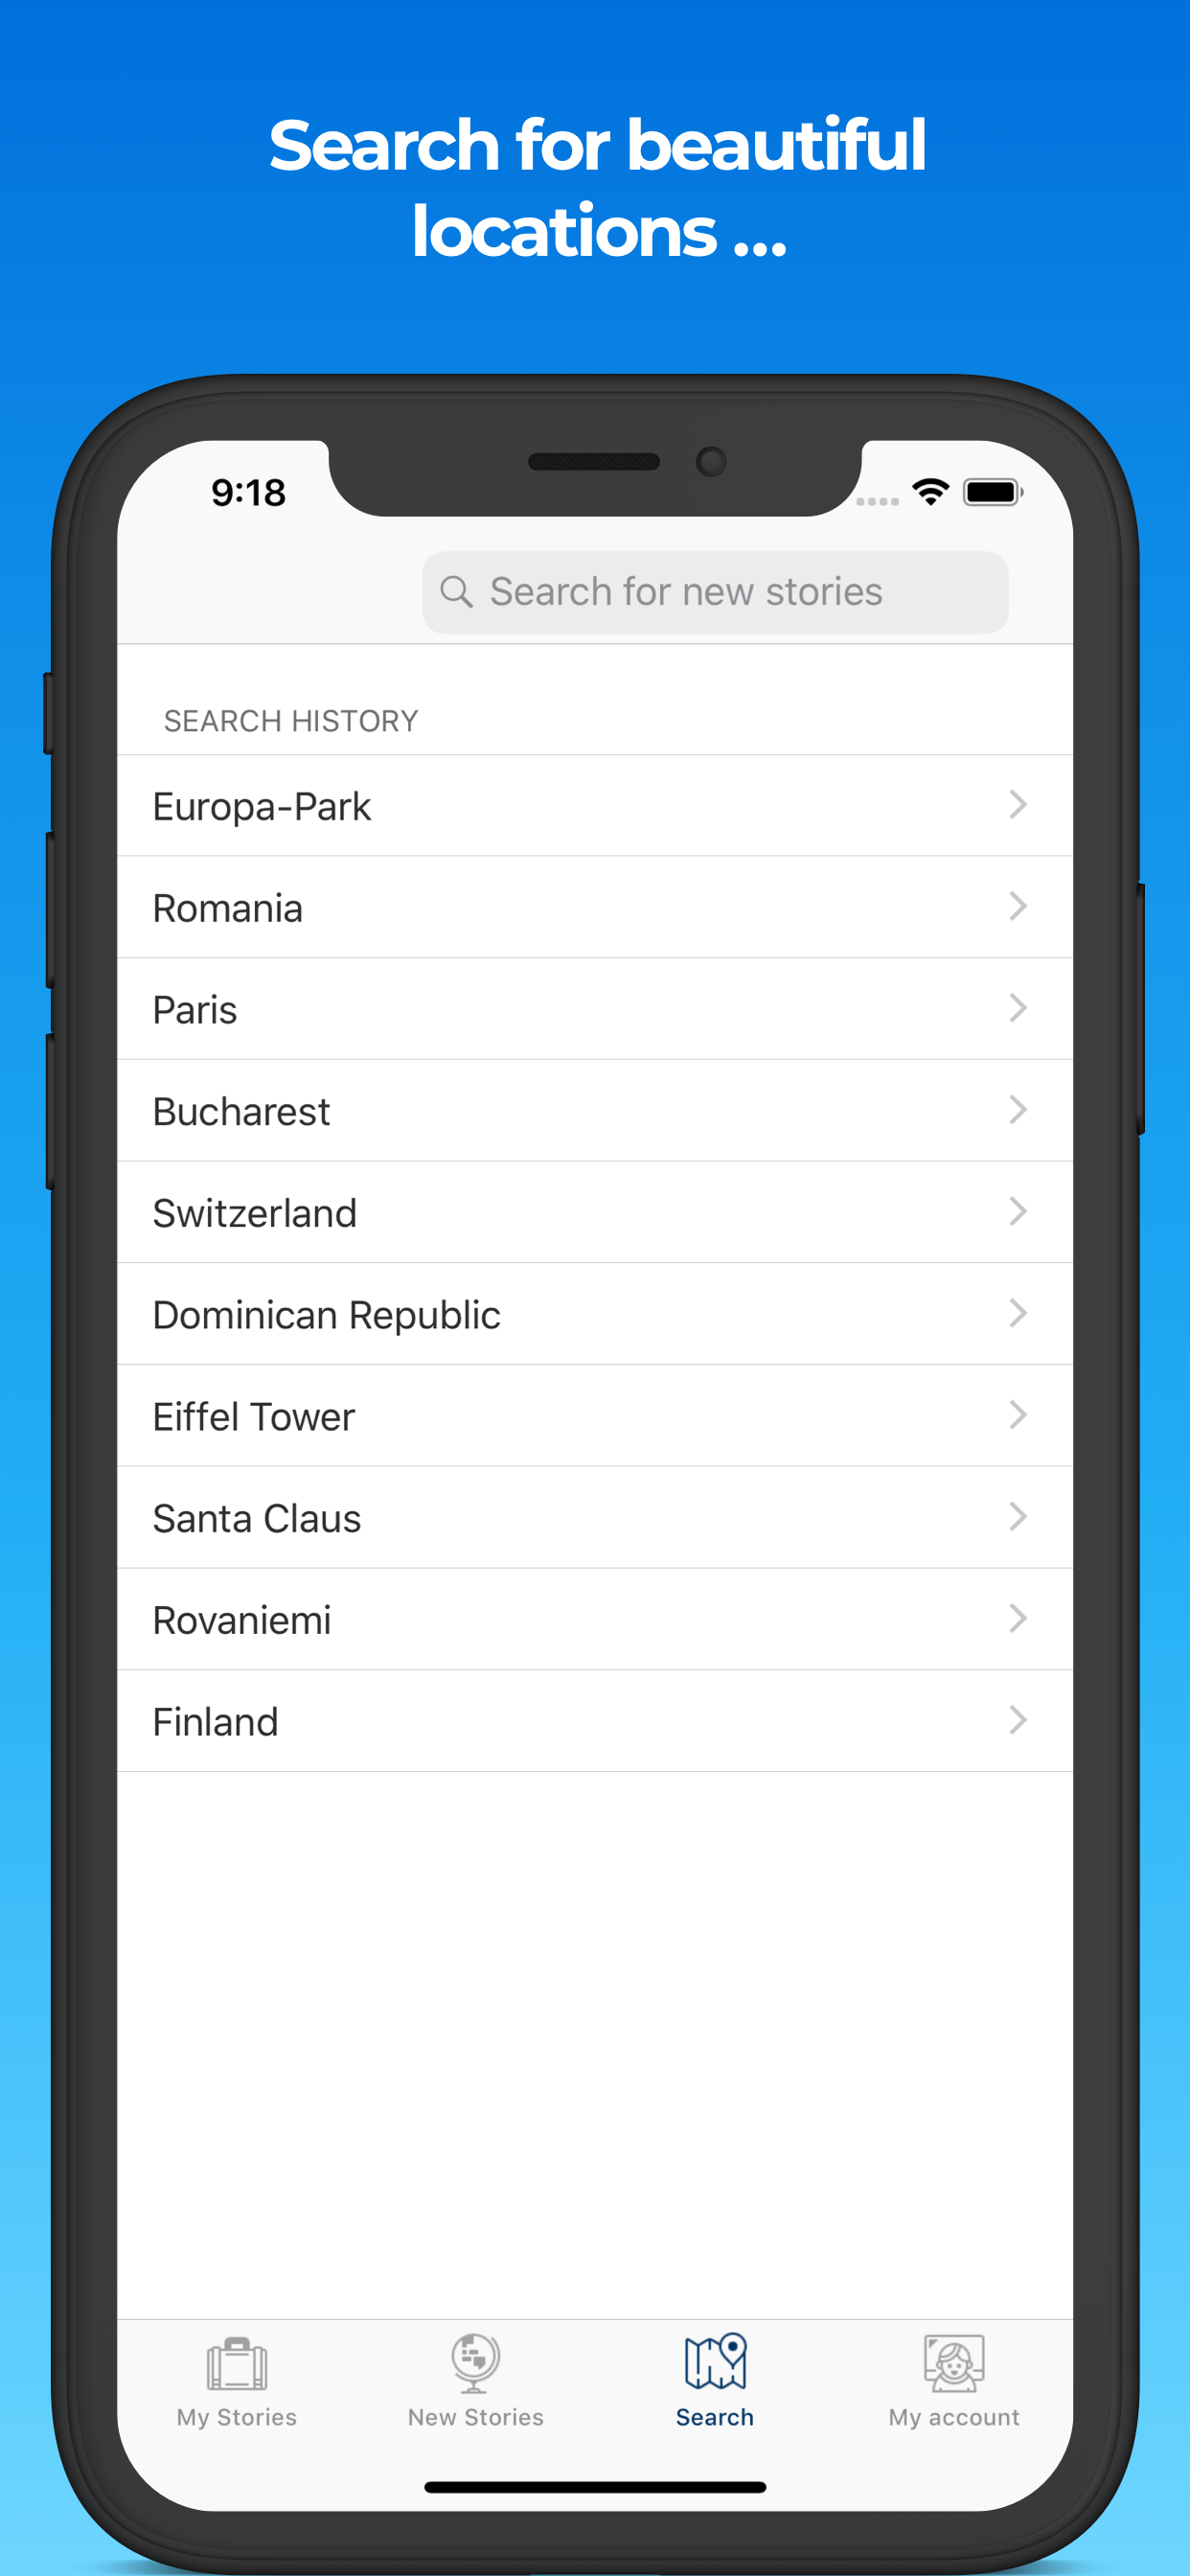 Search for beautiful
locations ...
9:18
Search for new stories
SEARCH HISTORY
Europa-Park
Romania
Paris
Bucharest
Switzerland
Dominican Republic
Eiffel Tower
Santa Claus
Rovaniemi
Finland
My Stories
New Stories
Search
My account